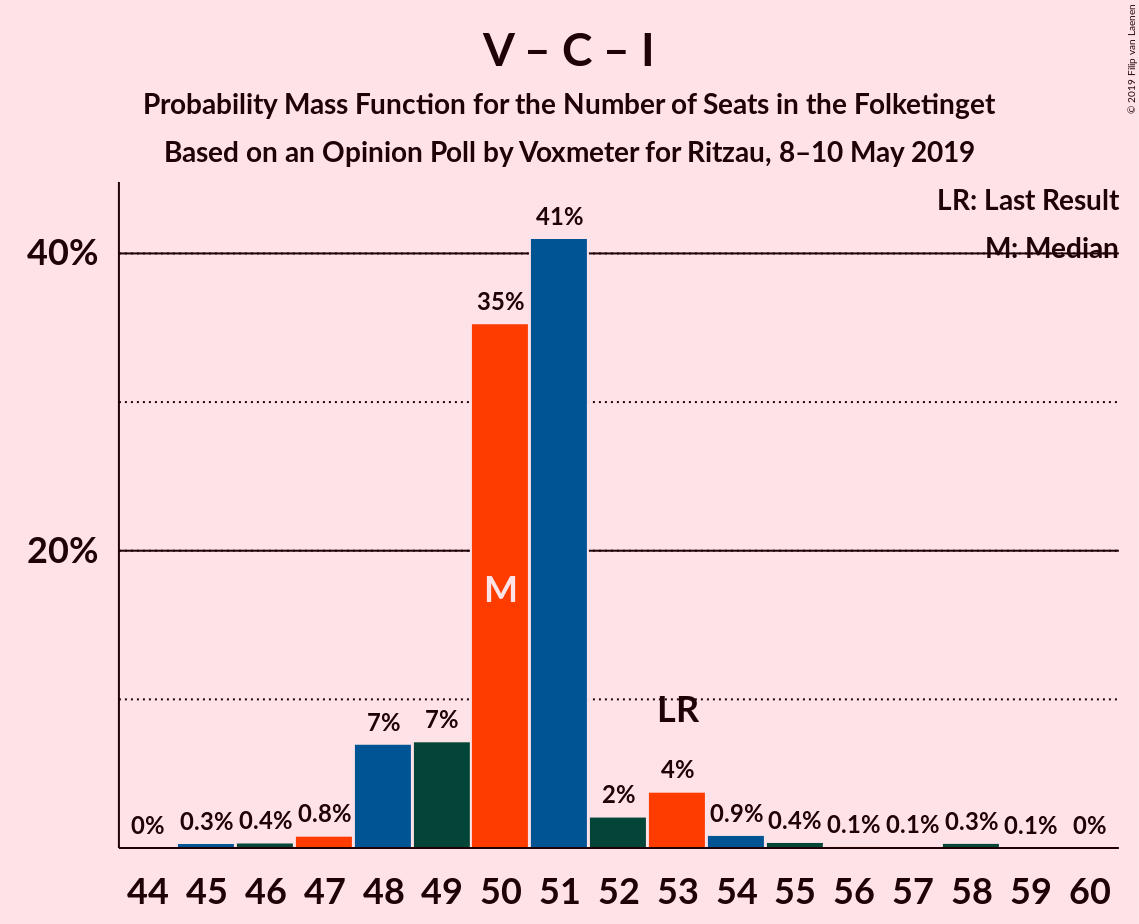 V – C – I
Probability Mass Function for the Number of Seats in the Folketinget
Based on an Opinion Poll by Voxmeter for Ritzau, 8–10 May 2019
© 2019 Filip van Laenen
LR: Last Result
M: Median
40%
20%
0% 0.3% 0.4% 0.8% 7% 7% 35% 41% 2% 4% 0.9% 0.4% 0.1% 0.1% 0.3% 0.1% 0%
M
LR
44 45 46 47 48 49 50 51 52 53 54 55 56 57 58 59 60